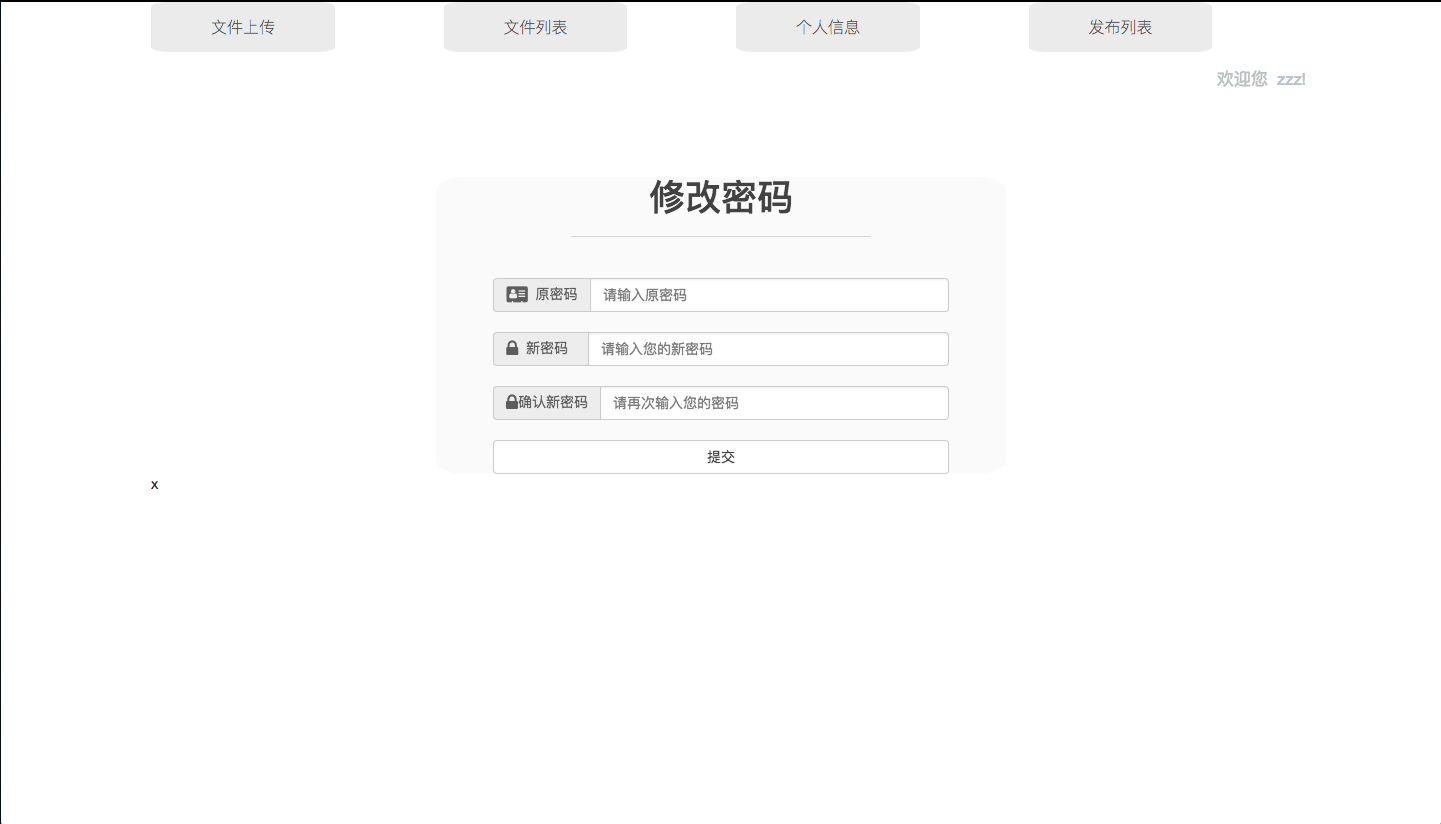 文件上传 文件列表 个人信息 发布列表
欢迎您 zzz!
修改密码
原密码 请输入原密码
新密码 请输入您的新密码
确认新密码 请再次输入您的密码
提交
x